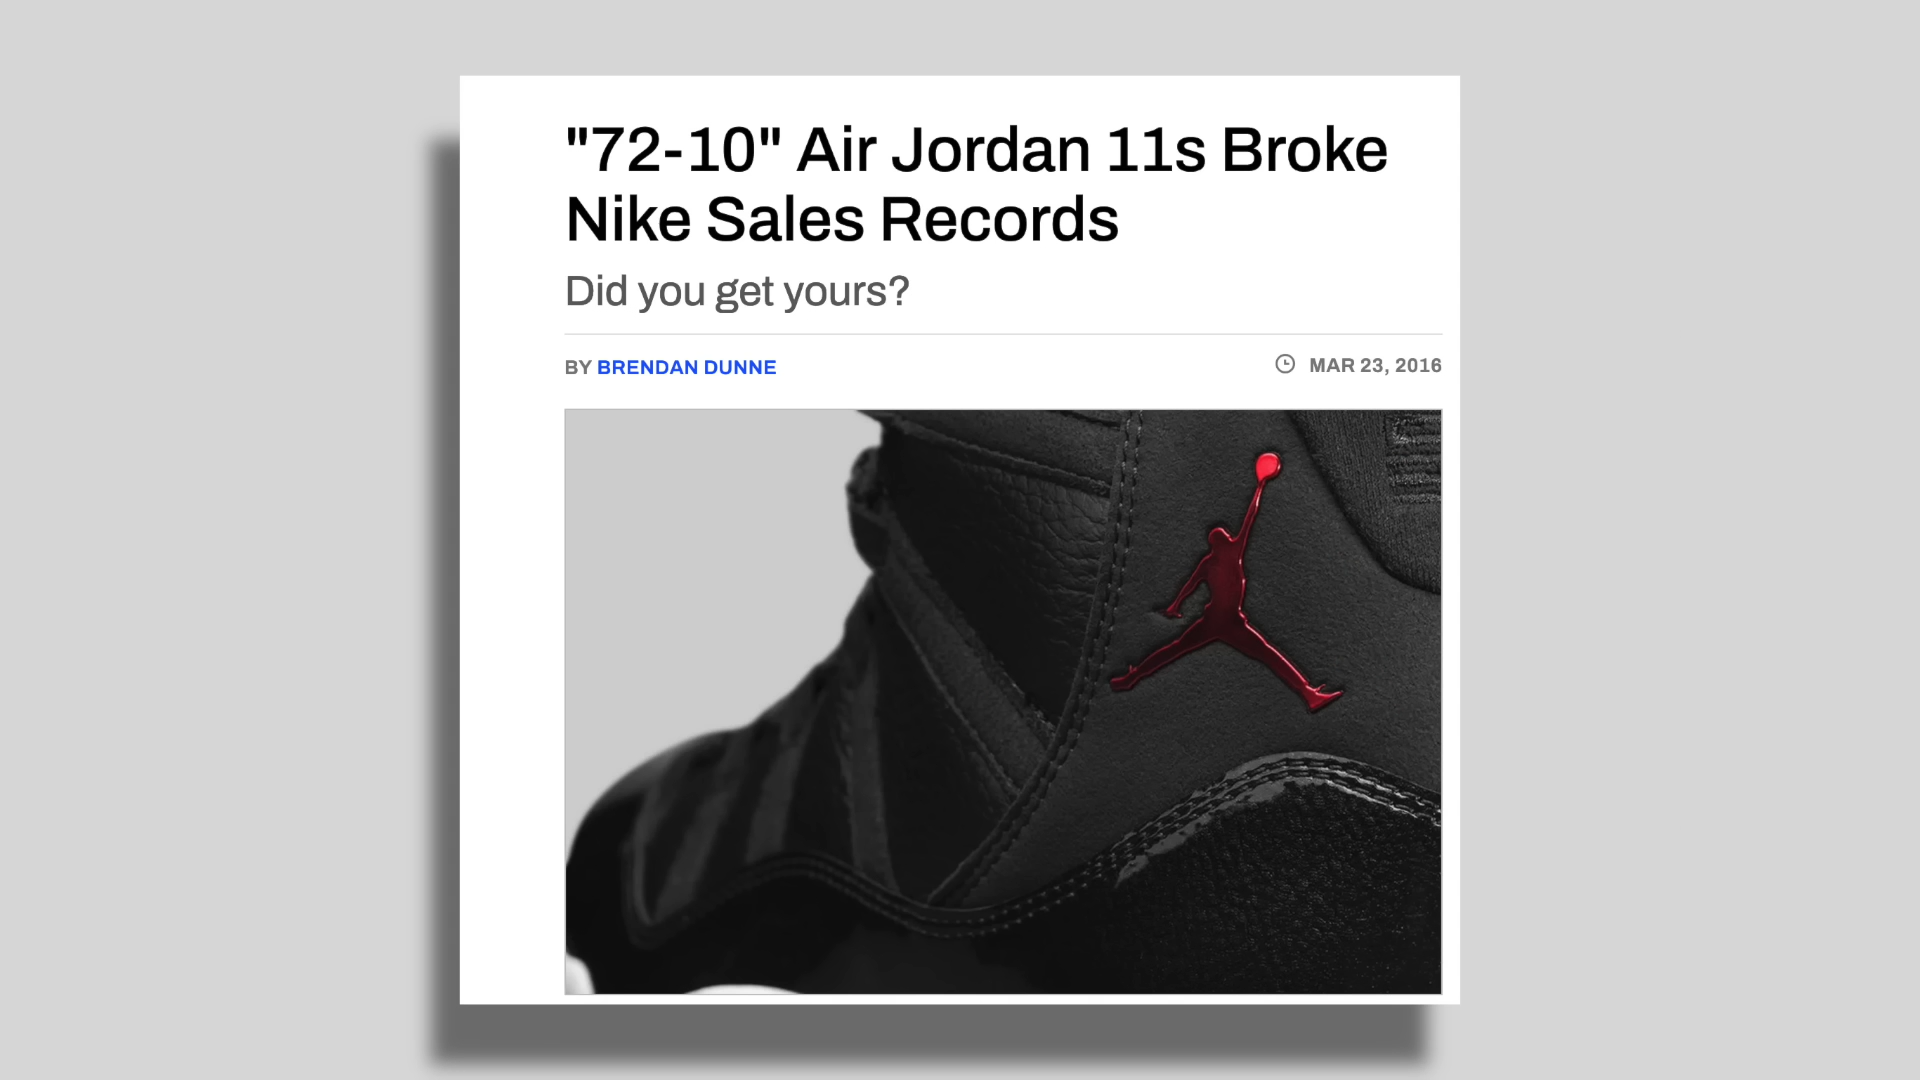 "72-10" Air Jordan 11s Broke
Nike Sales Records
Did you get yours?
BY BRENDAN DUNNE
MAR 23, 2016